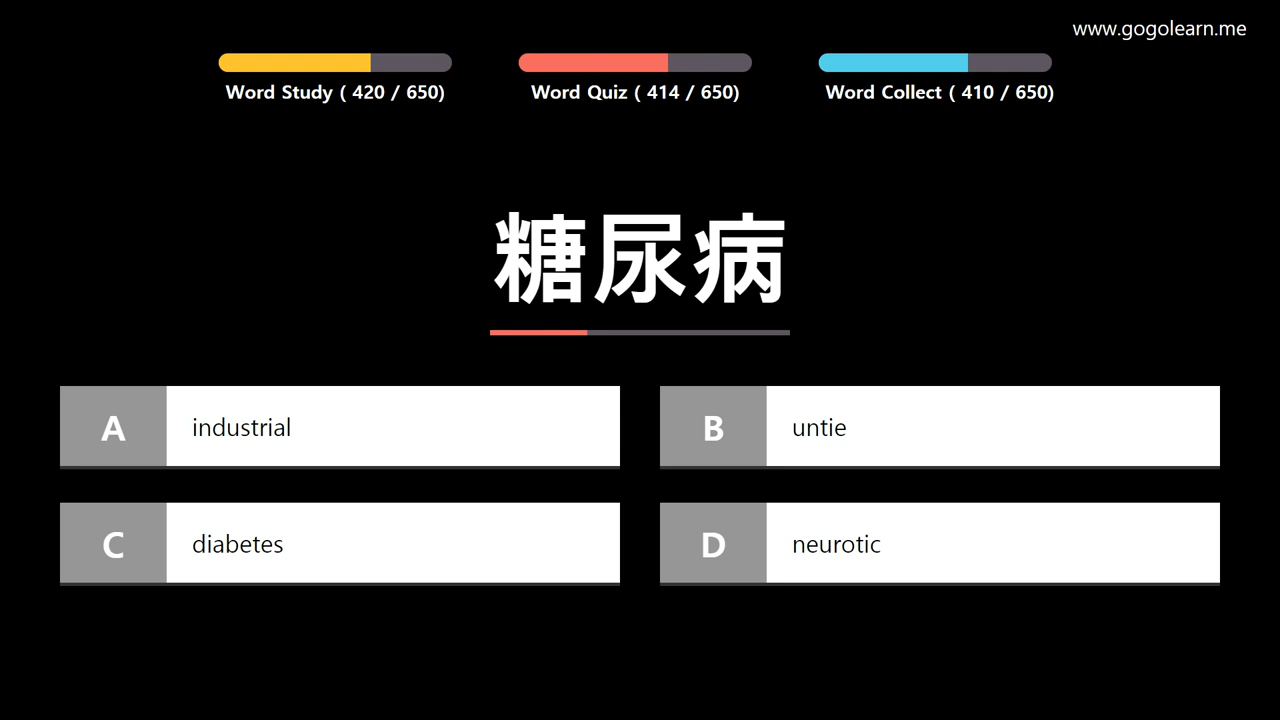 www.gogolearn.me
Word Study ( 420 / 650)
Word Quiz ( 414 / 650)
Word Collect ( 410 / 650)
糖尿病
A industrial
B untie
C diabetes
D neurotic